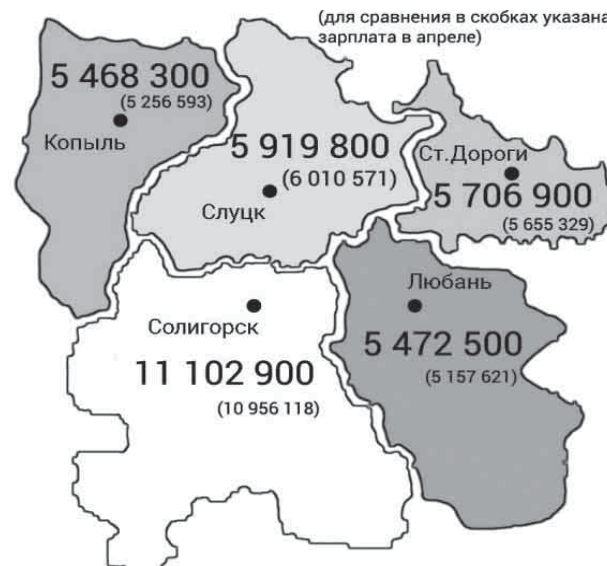 (для сравнения в скобках указана
зарплата в апреле)
5 468 300
(5 256 593)
Копыль
5 919 800
(6 010 571)
Слуцк
Ст.Дороги
5 706 900
(5 655 329)
Любань
5 472 500
(5 157 621)
Солигорск
11 102 900
(10 956 118)